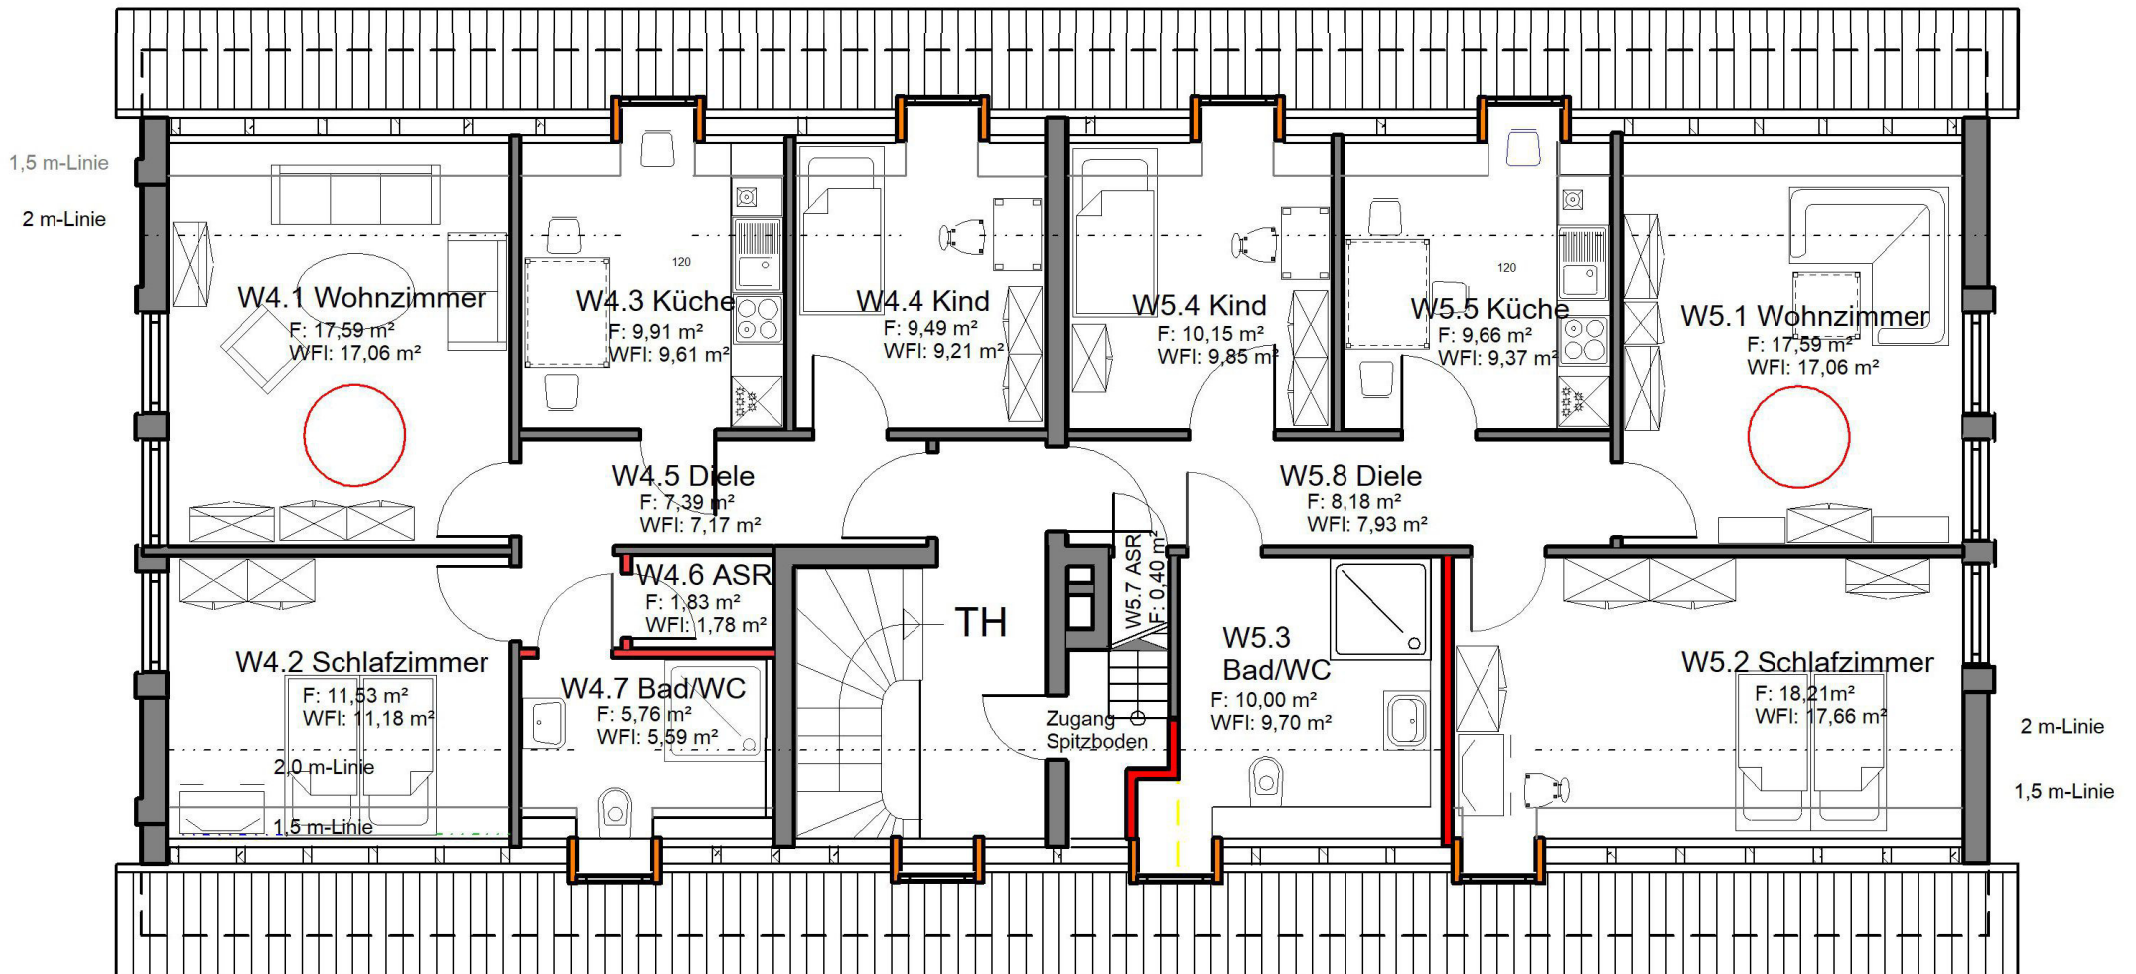 1,5 m-Linie
2 m-Linie
W4.1 Wohnzimmer
F: 17,59 m²
WFl: 17,06 m²
120
W4.3 Küche
F: 9,91 m²
WFl: 9,61 m²
W4.4 Kind
F: 9,49 m²
WFl: 9,21 m²
W5.4 Kind
F: 10,15 m²
WFl: 9,85 m²
120
W5.5 Küche
F: 9,66 m²
WFl: 9,37 m²
W5.1 Wohnzimmer
F: 17,59 m²
WFl: 17,06 m²
W4.5 Diele
F: 7,39 m²
WFl: 7,17 m²
W5.8 Diele
F: 8,18 m²
WFl: 7,93 m²
W4.6 ASR
F: 1,83 m²
WFl: 1,78 m²
TH
W5.7 ASR
F: 0,40 m²
W5.3
Bad/WC
F: 10,00 m²
WFl: 9,70 m²
W4.2 Schlafzimmer
F: 11,53 m²
WFl: 11,18 m²
W4.7 Bad/WC
F: 5,76 m²
WFl: 5,59 m²
Zugang
Spitzboden
W5.2 Schlafzimmer
F: 18,21m²
WFl: 17,66 m²
2,0 m-Linie
1,5 m-Linie
2 m-Linie
1,5 m-Linie